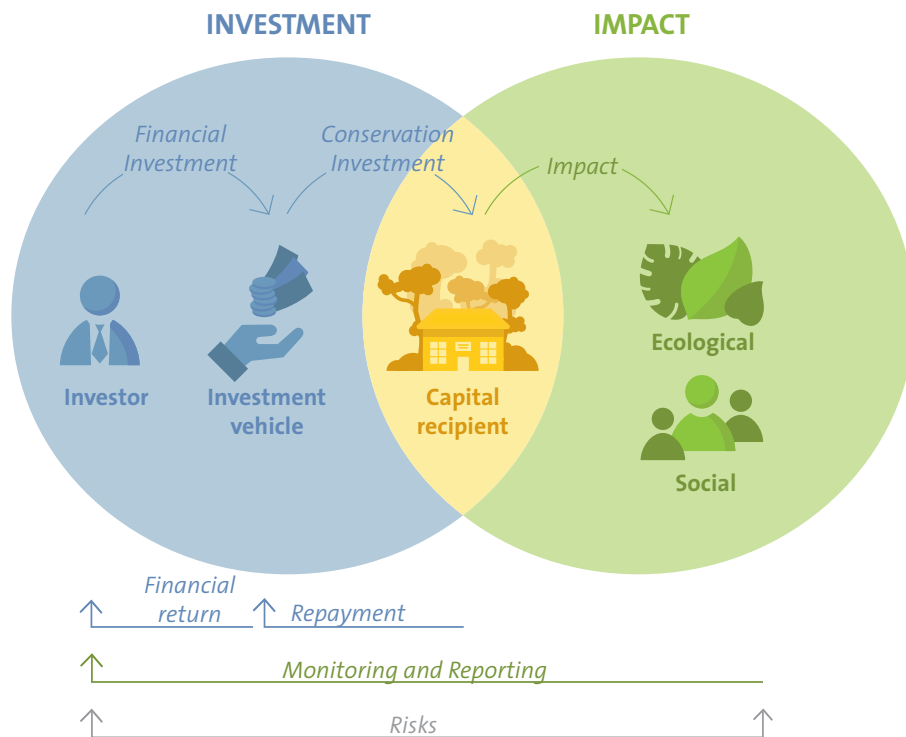 INVESTMENT
IMPACT
Financial
Investment
Conservation
Investment
Impact
Investor
Investment
vehicle
Capital
recipient
Ecological
Social
Financial
return
Repayment
Monitoring and Reporting
Risks